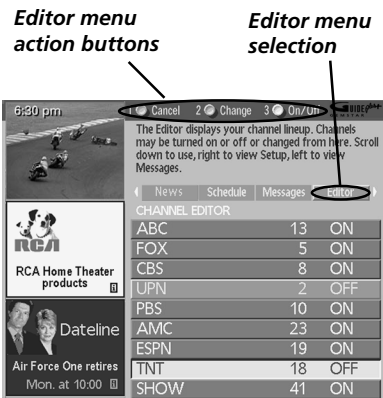 Editor menu
action buttons
Editor menu
selection
6:30 pm
1 Cancel 2 Change 3 On/Off
GUIDE Plus
GEMSTAR
The Editor displays your channel lineup. Channels
may be turned on or off or changed from here. Scroll
down to use, right to view Setup, left to view
Messages.
News Schedule Messages Editor
CHANNEL EDITOR
ABC 13 ON
FOX 5 ON
CBS 8 ON
UPN 2 OFF
PBS 10 ON
AMC 23 ON
ESPN 19 ON
TNT 18 OFF
SHOW 41 ON
RCA
RCA Home Theater
products
Dateline
Air Force One retires
Mon. at 10:00